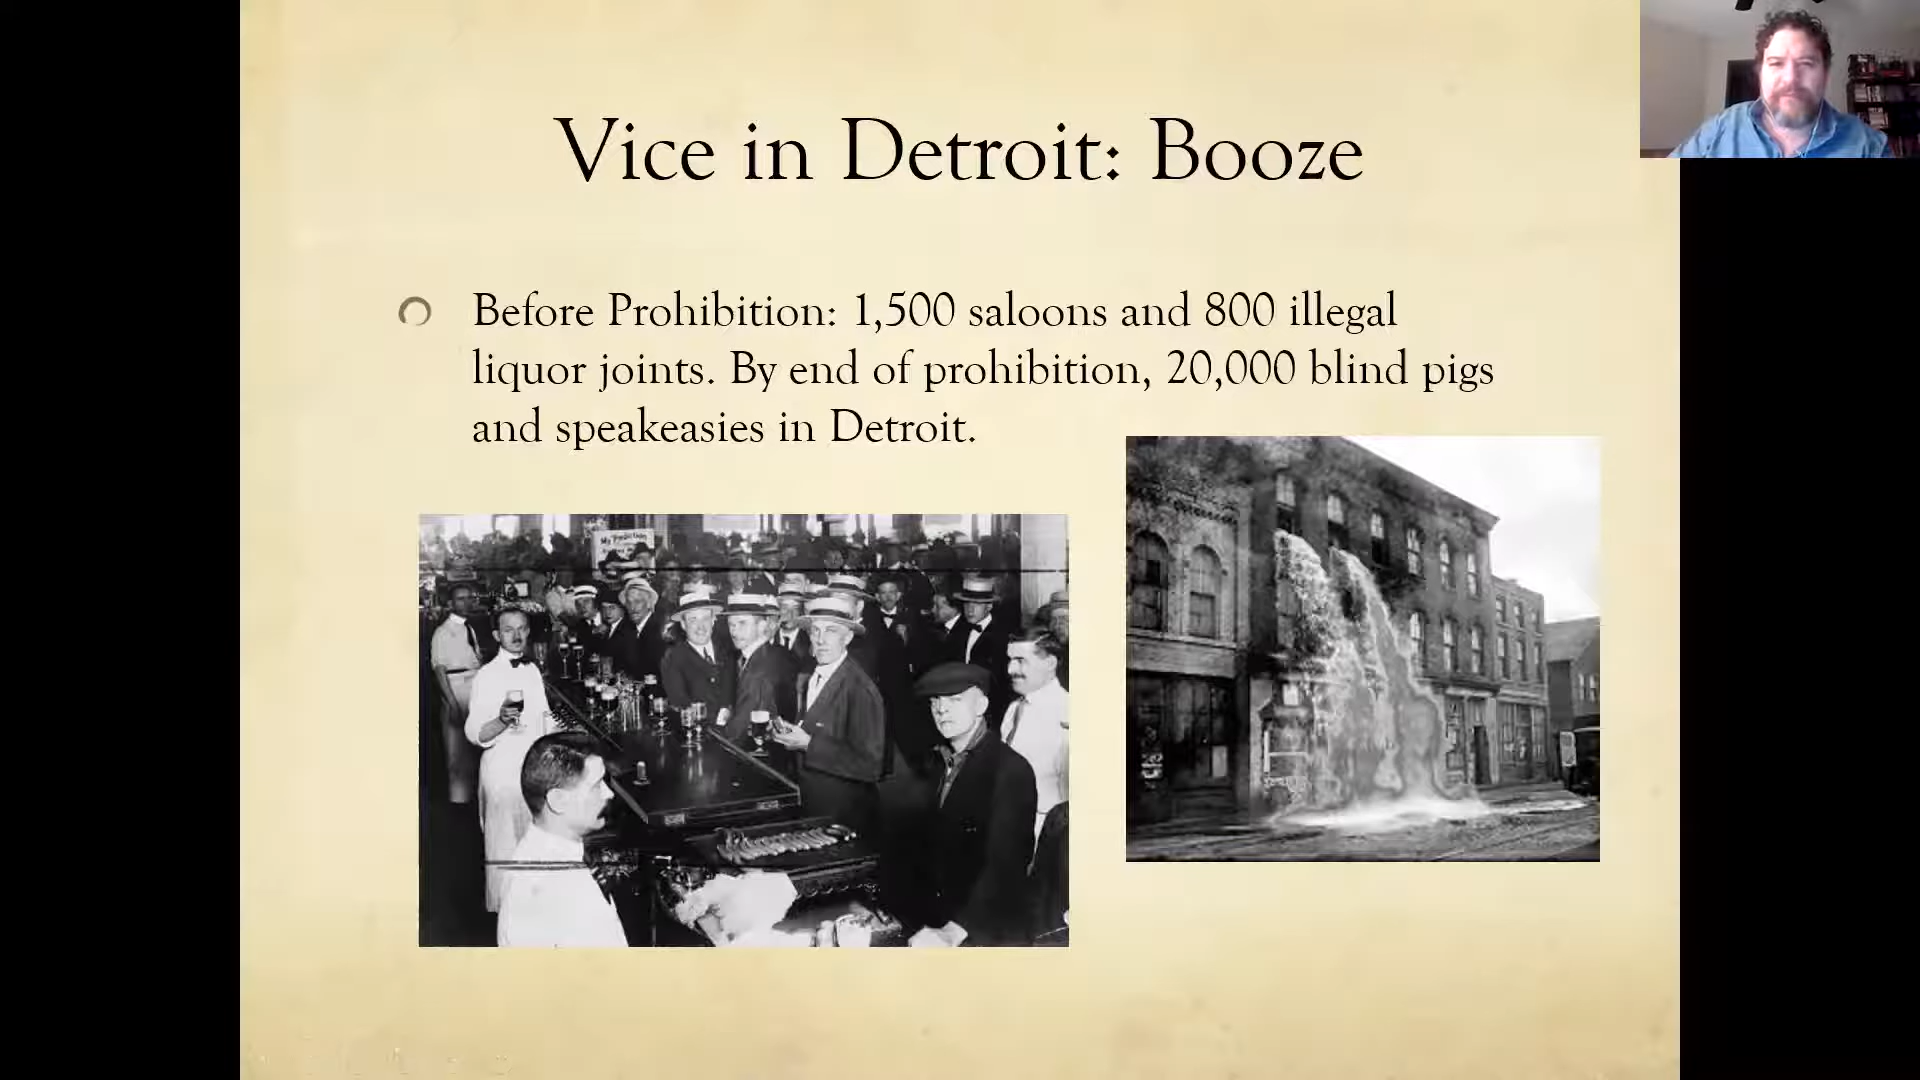 Vice in Detroit: Booze
Before Prohibition: 1,500 saloons and 800 illegal
liquor joints. By end of prohibition, 20,000 blind pigs
and speakeasies in Detroit.
My